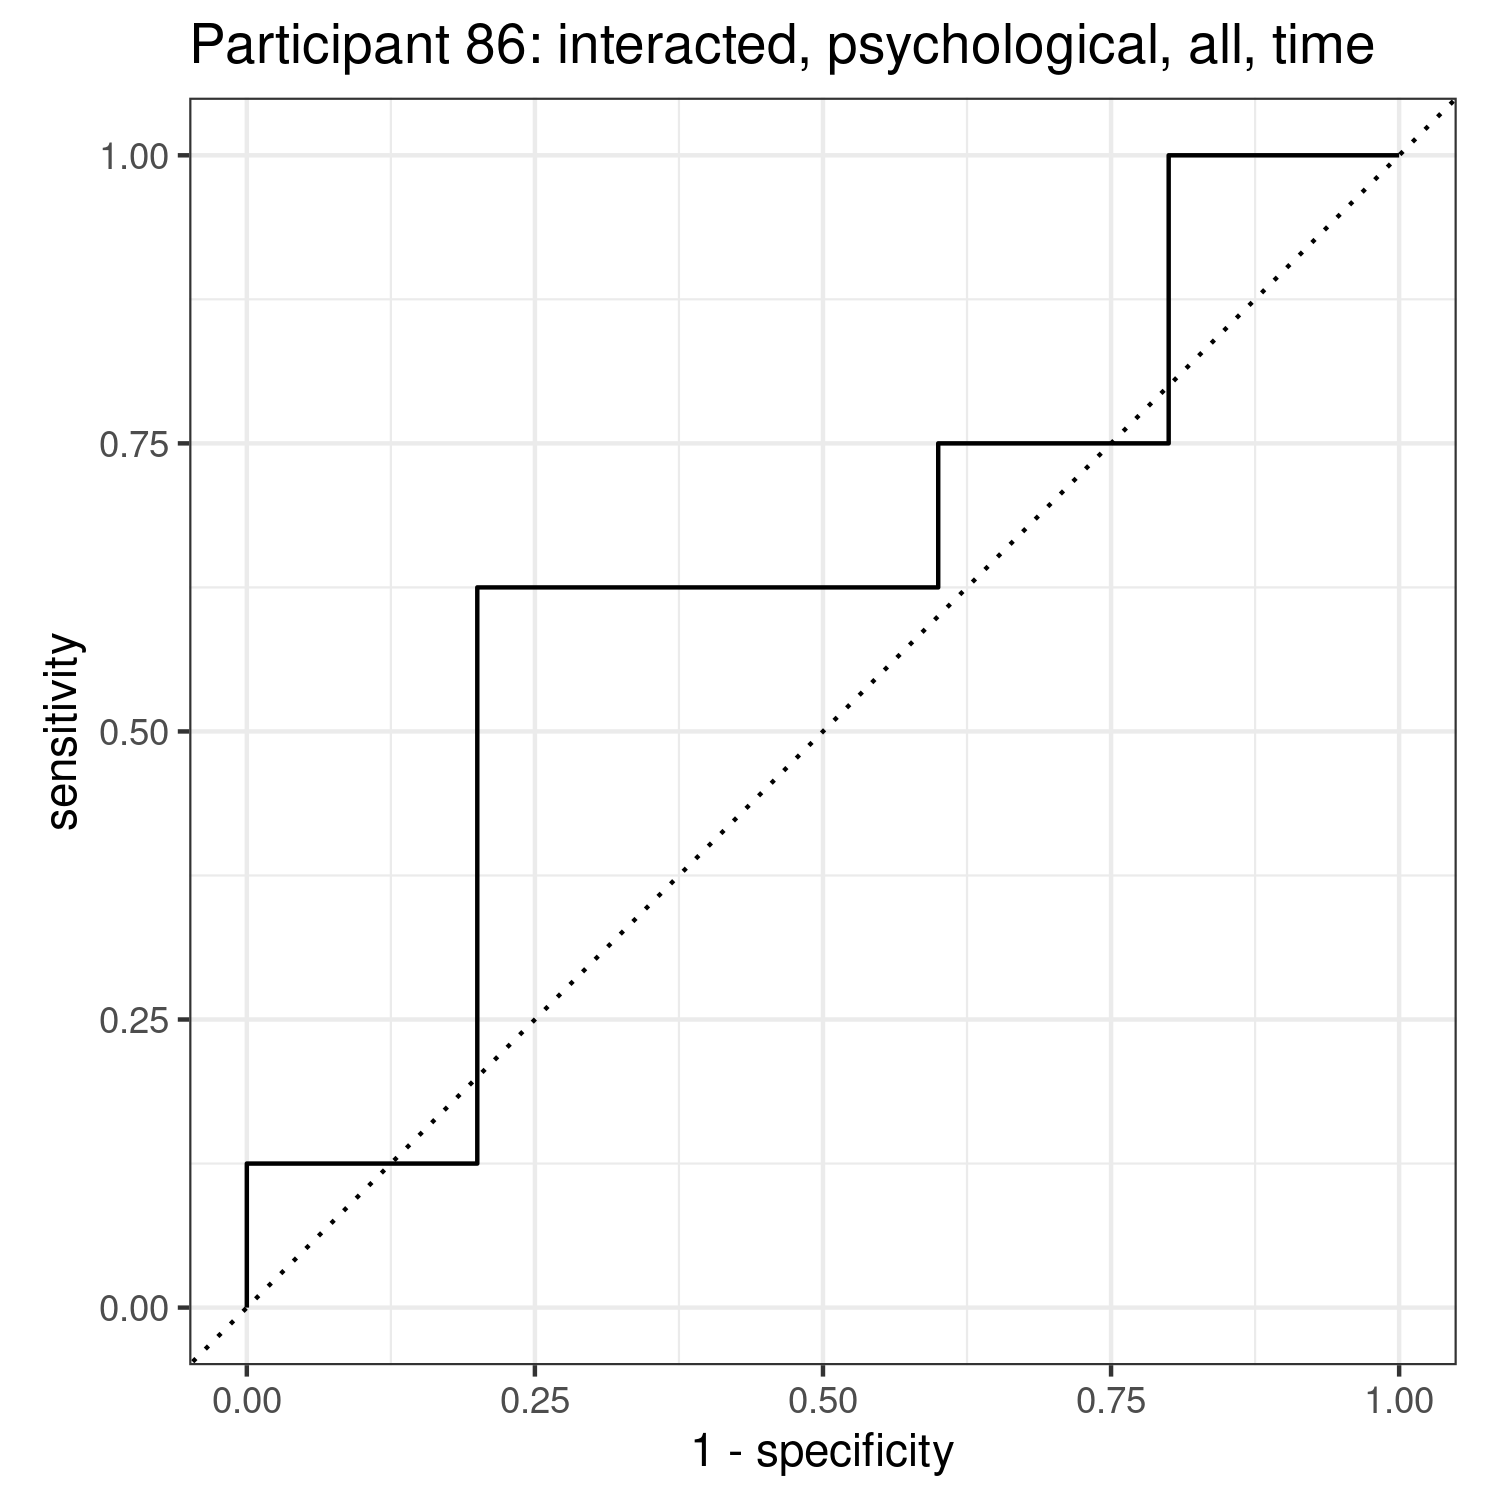 Participant 86: interacted, psychological, all, time
1.00
0.75
0.50
0.25
0.00
sensitivity
0.00 0.25 0.50 0.75 1.00
1 - specificity